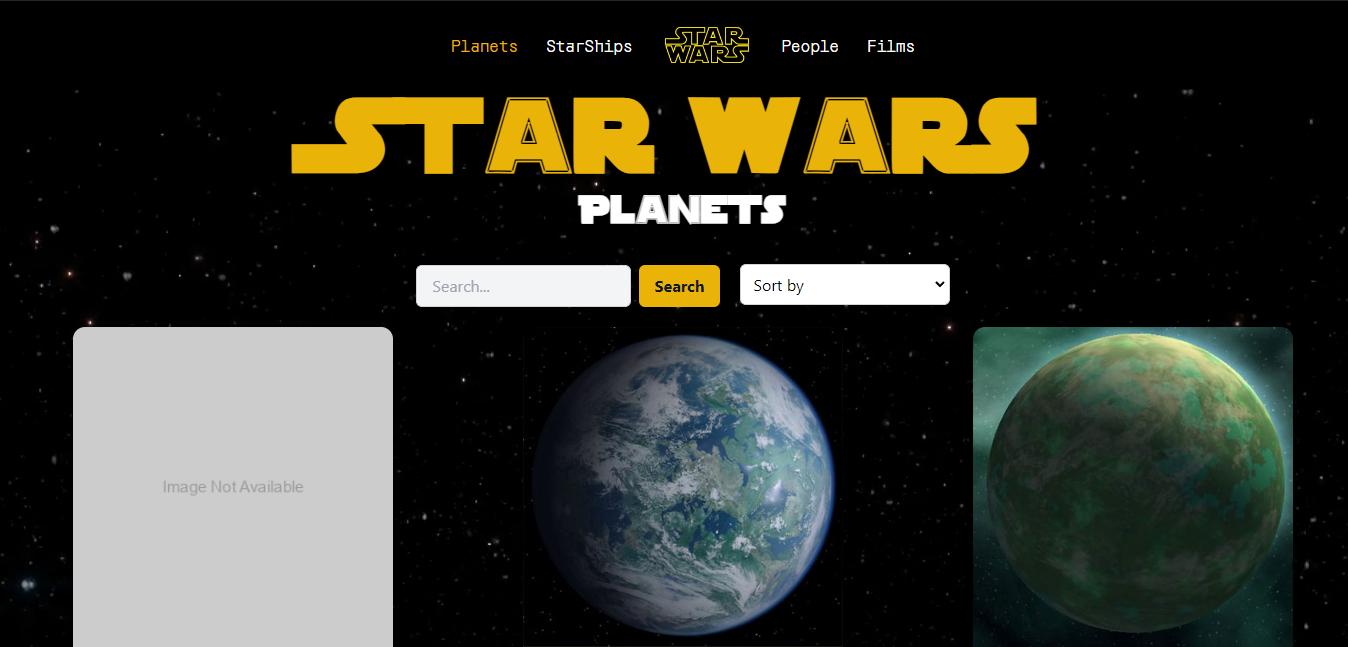 Planets StarShips STAR WARS People Films
STAR WARS
PLANETS
Search... Search Sort by
Image Not Available